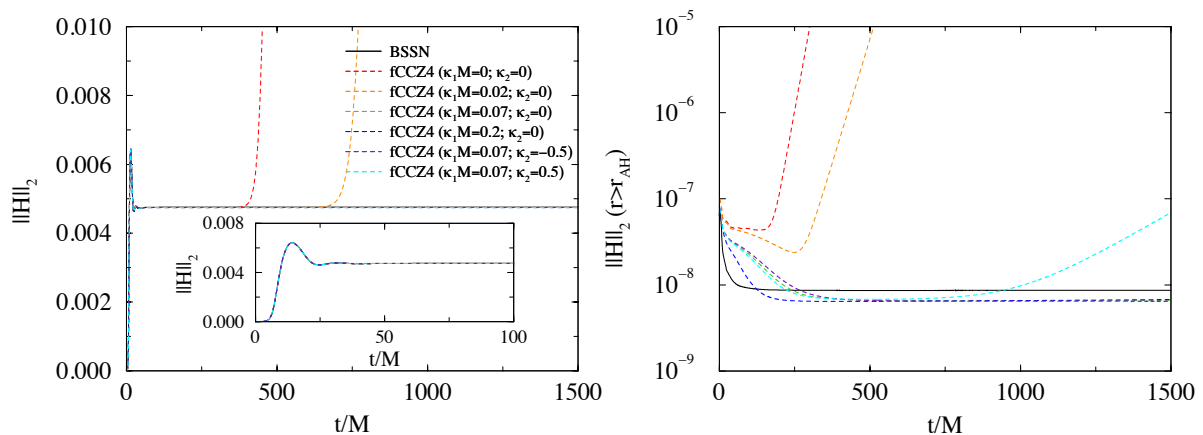 0.010
0.008
0.006
0.004
0.002
0.000
||H||₂
BSSN
fCCZ4 (κ₁M=0; κ₂=0)
fCCZ4 (κ₁M=0.02; κ₂=0)
fCCZ4 (κ₁M=0.07; κ₂=0)
fCCZ4 (κ₁M=0.2; κ₂=0)
fCCZ4 (κ₁M=0.07; κ₂=−0.5)
fCCZ4 (κ₁M=0.07; κ₂=0.5)
0.008
0.004
0.000
||H||₂
0 50 100
t/M
0 500 1000 1500
t/M
10⁻⁵
10⁻⁶
10⁻⁷
10⁻⁸
10⁻⁹
||H||₂ (r>r_AH)
0 500 1000 1500
t/M